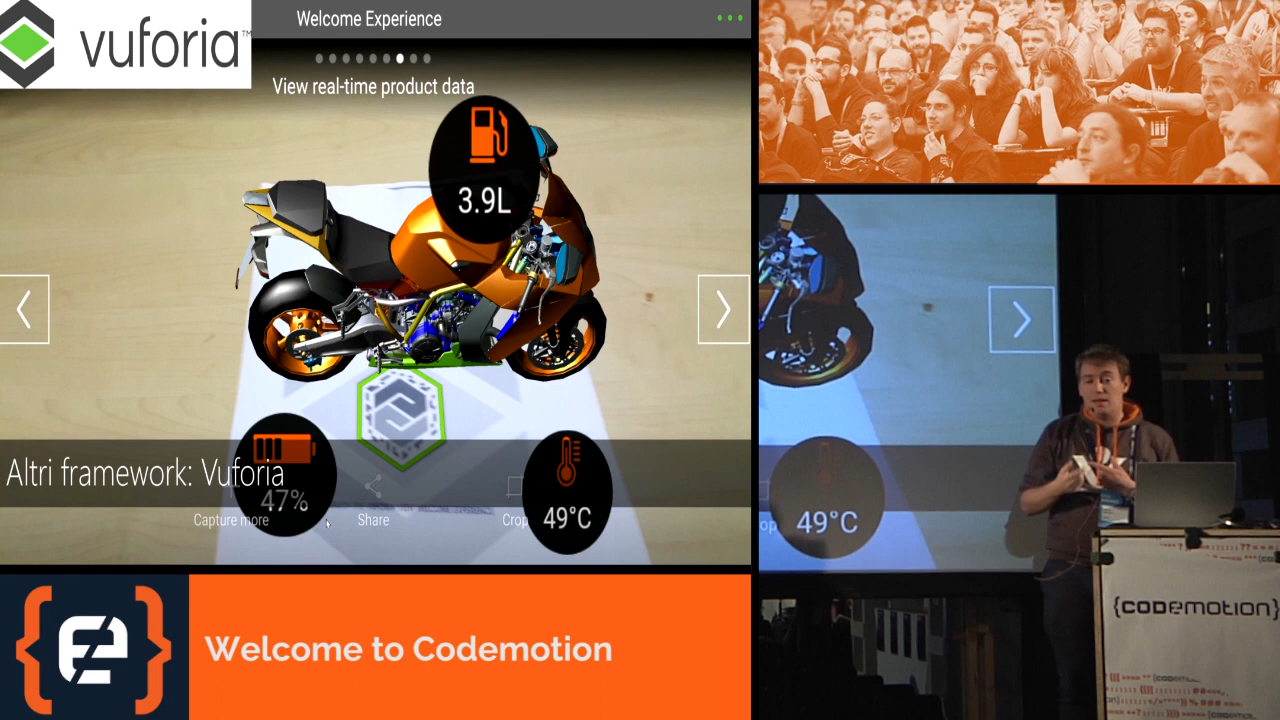 vuforia™
Welcome Experience
View real-time product data
3.9L
Altri framework: Vuforia
47%
Capture more
Share
Crop
49°C
49°C
{CODEMOTION}
Welcome to Codemotion